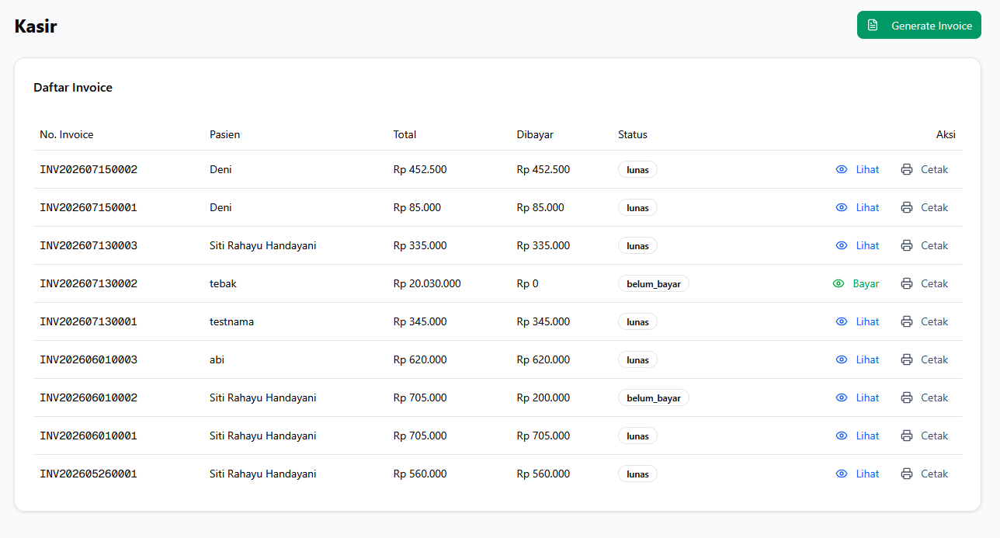 Kasir
Generate Invoice
Daftar Invoice
No. Invoice Pasien Total Dibayar Status Aksi
INV202607150002 Deni Rp 452.500 Rp 452.500 lunas Lihat Cetak
INV202607150001 Deni Rp 85.000 Rp 85.000 lunas Lihat Cetak
INV202607130003 Siti Rahayu Handayani Rp 335.000 Rp 335.000 lunas Lihat Cetak
INV202607130002 tebak Rp 20.030.000 Rp 0 belum_bayar Bayar Cetak
INV202607130001 testnama Rp 345.000 Rp 345.000 lunas Lihat Cetak
INV202606010003 abi Rp 620.000 Rp 620.000 lunas Lihat Cetak
INV202606010002 Siti Rahayu Handayani Rp 705.000 Rp 200.000 belum_bayar Lihat Cetak
INV202606010001 Siti Rahayu Handayani Rp 705.000 Rp 705.000 lunas Lihat Cetak
INV202605260001 Siti Rahayu Handayani Rp 560.000 Rp 560.000 lunas Lihat Cetak